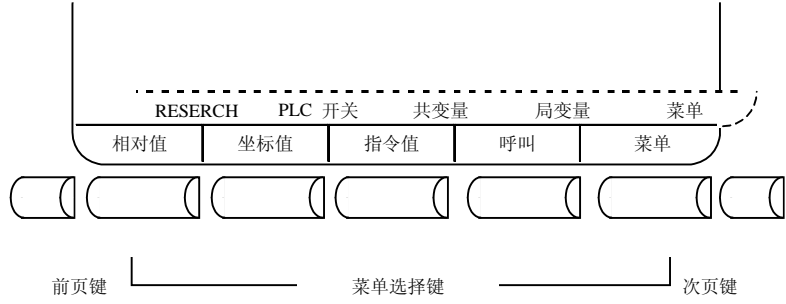 RESERCH PLC 开关 共变量 局变量 菜单
相对值 坐标值 指令值 呼叫 菜单
前页键 菜单选择键 次页键